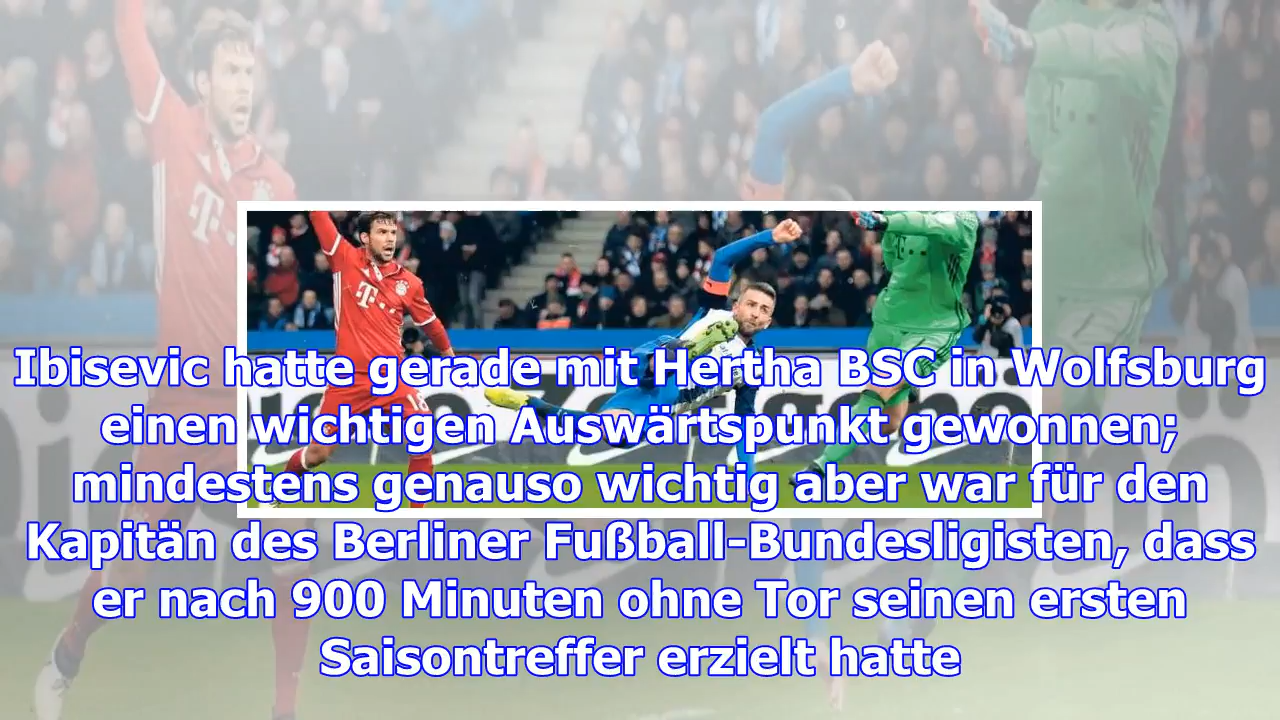 Ibisevic hatte gerade mit Hertha BSC in Wolfsburg
einen wichtigen Auswärtspunkt gewonnen;
mindestens genauso wichtig aber war für den
Kapitän des Berliner Fußball-Bundesligisten, dass
er nach 900 Minuten ohne Tor seinen ersten
Saisontreffer erzielt hatte